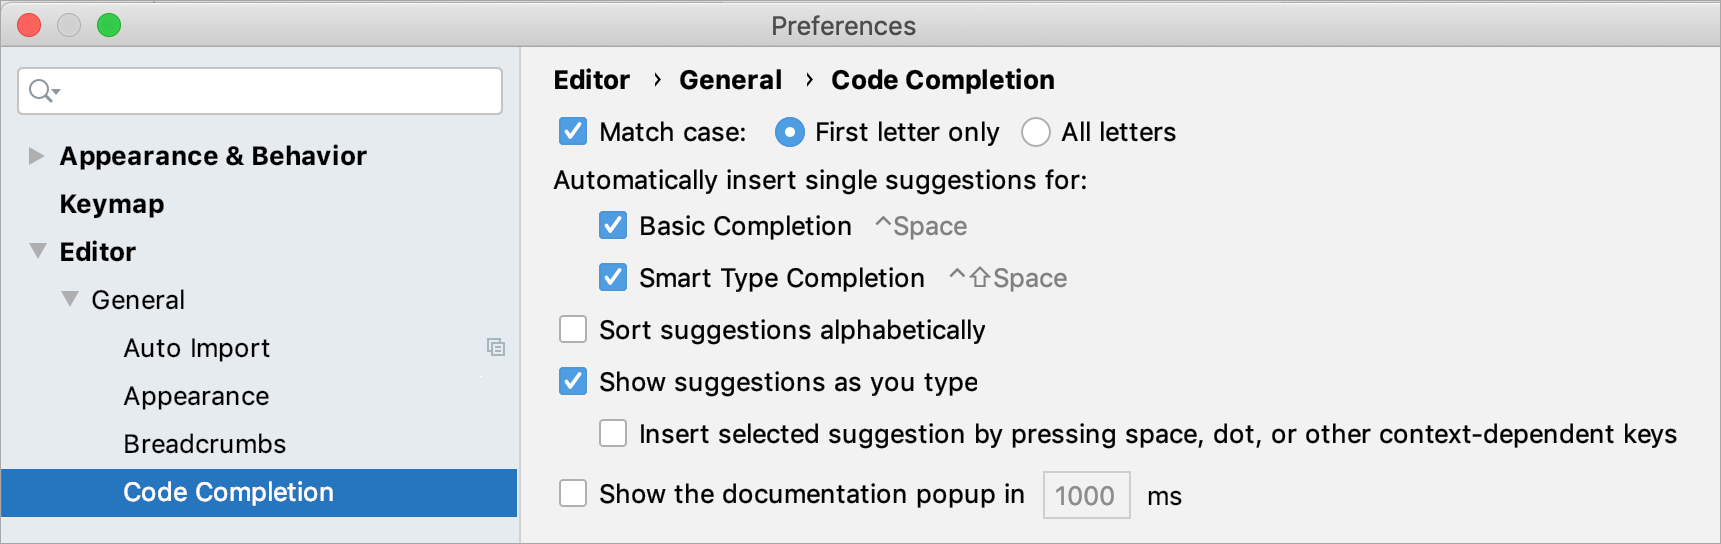 Preferences
Appearance & Behavior
Keymap
Editor
General
Auto Import
Appearance
Breadcrumbs
Code Completion
Editor › General › Code Completion
Match case: First letter only All letters
Automatically insert single suggestions for:
Basic Completion ^Space
Smart Type Completion ^⇧Space
Sort suggestions alphabetically
Show suggestions as you type
Insert selected suggestion by pressing space, dot, or other context-dependent keys
Show the documentation popup in 1000 ms